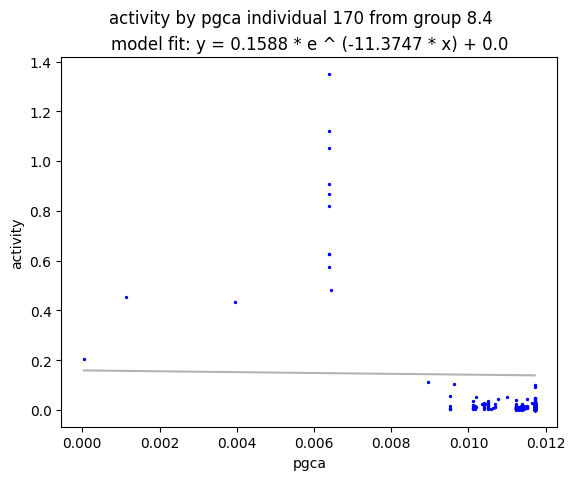 activity by pgca individual 170 from group 8.4
model fit: y = 0.1588 * e ^ (-11.3747 * x) + 0.0
1.4
1.2
1.0
0.8
0.6
0.4
0.2
0.0
activity
0.000 0.002 0.004 0.006 0.008 0.010 0.012
pgca